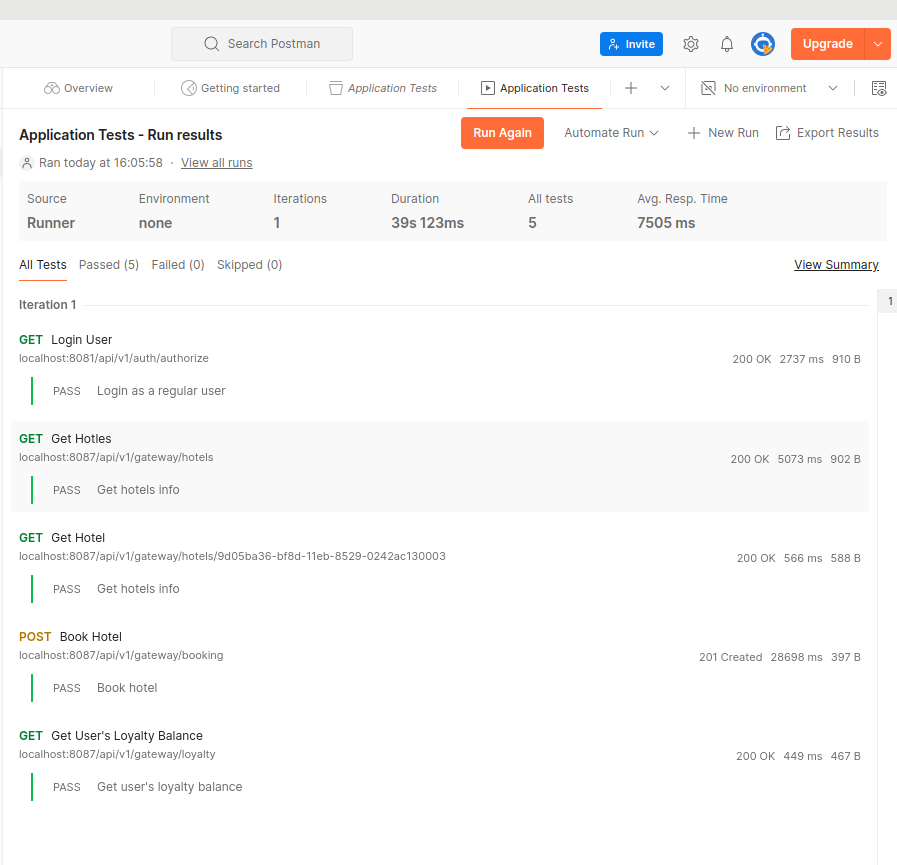 Search Postman
Invite
Upgrade
Overview
Getting started
Application Tests
Application Tests
No environment
Application Tests - Run results
Run Again
Automate Run
New Run
Export Results
Ran today at 16:05:58 · View all runs
Source Environment Iterations Duration All tests Avg. Resp. Time
Runner none 1 39s 123ms 5 7505 ms
All Tests Passed (5) Failed (0) Skipped (0) View Summary
Iteration 1
1
GET Login User
localhost:8081/api/v1/auth/authorize
200 OK 2737 ms 910 B
PASS Login as a regular user
GET Get Hotles
localhost:8087/api/v1/gateway/hotels
200 OK 5073 ms 902 B
PASS Get hotels info
GET Get Hotel
localhost:8087/api/v1/gateway/hotels/9d05ba36-bf8d-11eb-8529-0242ac130003
200 OK 566 ms 588 B
PASS Get hotels info
POST Book Hotel
localhost:8087/api/v1/gateway/booking
201 Created 28698 ms 397 B
PASS Book hotel
GET Get User's Loyalty Balance
localhost:8087/api/v1/gateway/loyalty
200 OK 449 ms 467 B
PASS Get user's loyalty balance